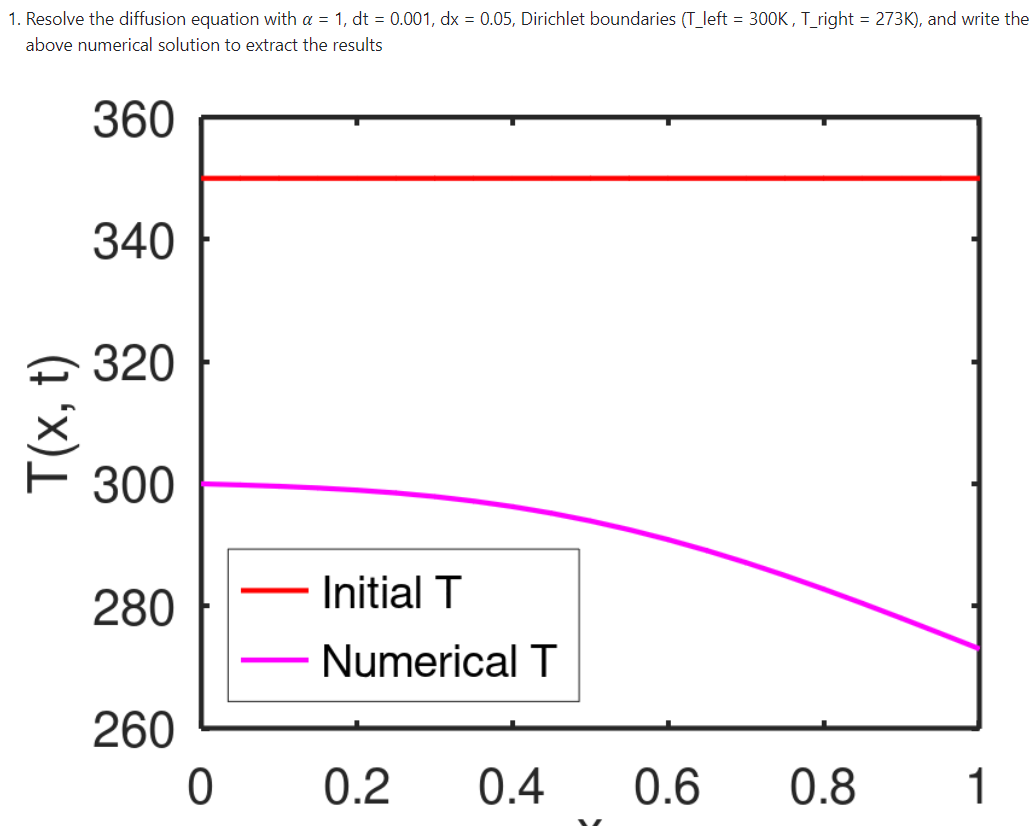 1. Resolve the diffusion equation with α = 1, dt = 0.001, dx = 0.05, Dirichlet boundaries (T_left = 300K , T_right = 273K), and write the
above numerical solution to extract the results
360
340
320
300
280
260
T(x, t)
Initial T
Numerical T
0 0.2 0.4 0.6 0.8 1